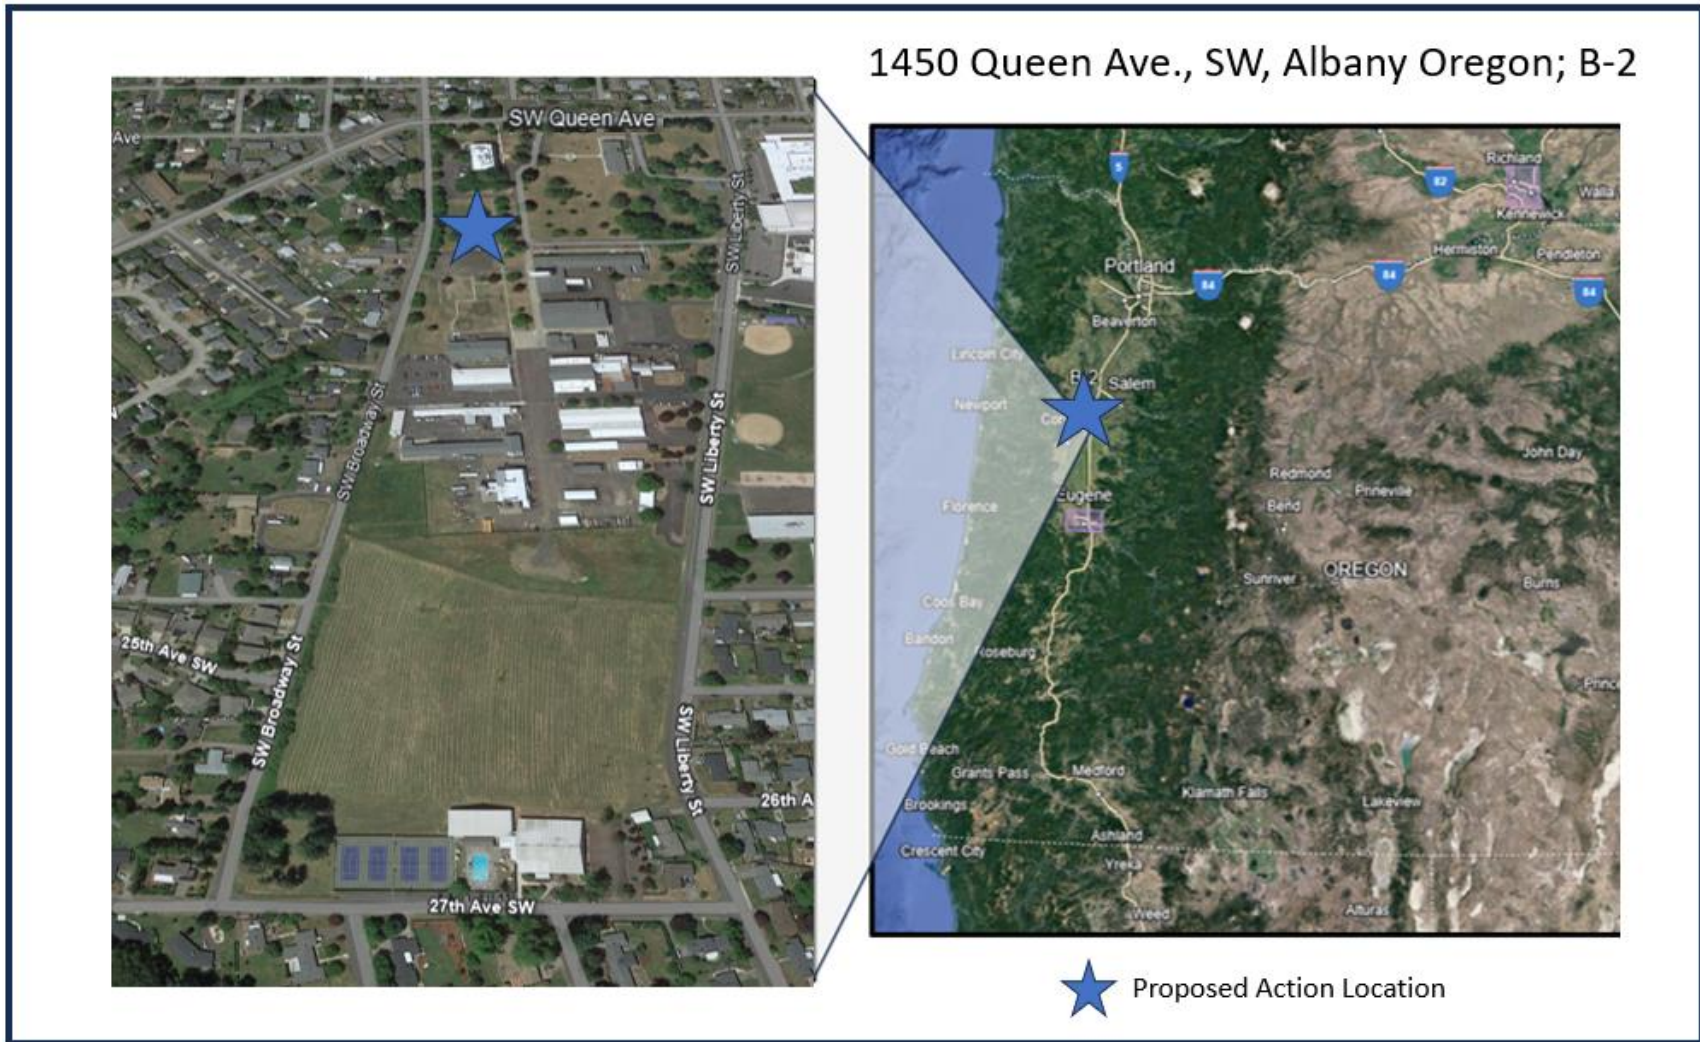 1450 Queen Ave., SW, Albany Oregon; B-2
SW Queen Ave
Ave
SW Liberty St
SW Broadway St
SW Liberty St
25th Ave SW
SW Broadway St
SW Liberty St
26th A
27th Ave SW
5
82
Richland
Walla
Kennewick
Hermiston
Pendleton
Portland
84
84
84
Beaverton
Lincoln City
Salem
Newport
John Day
Redmond
Prineville
Bend
Eugene
Florence
OREGON
Sunriver
Burns
Coos Bay
Bandon
Roseburg
Princ
Gold Beach
Grants Pass
Medford
Klamath Falls
Lakeview
Brookings
Ashland
Crescent City
Yreka
Weed
Alturas
Proposed Action Location